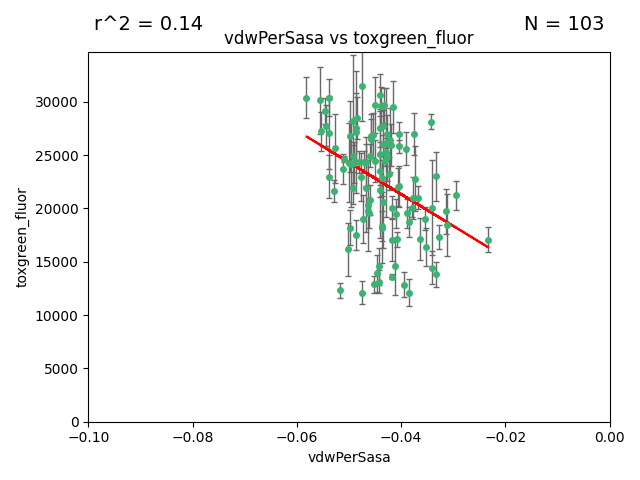 r^2 = 0.14
N = 103
vdwPerSasa vs toxgreen_fluor
toxgreen_fluor
30000
25000
20000
15000
10000
5000
0
−0.10
−0.08
−0.06
−0.04
−0.02
0.00
vdwPerSasa